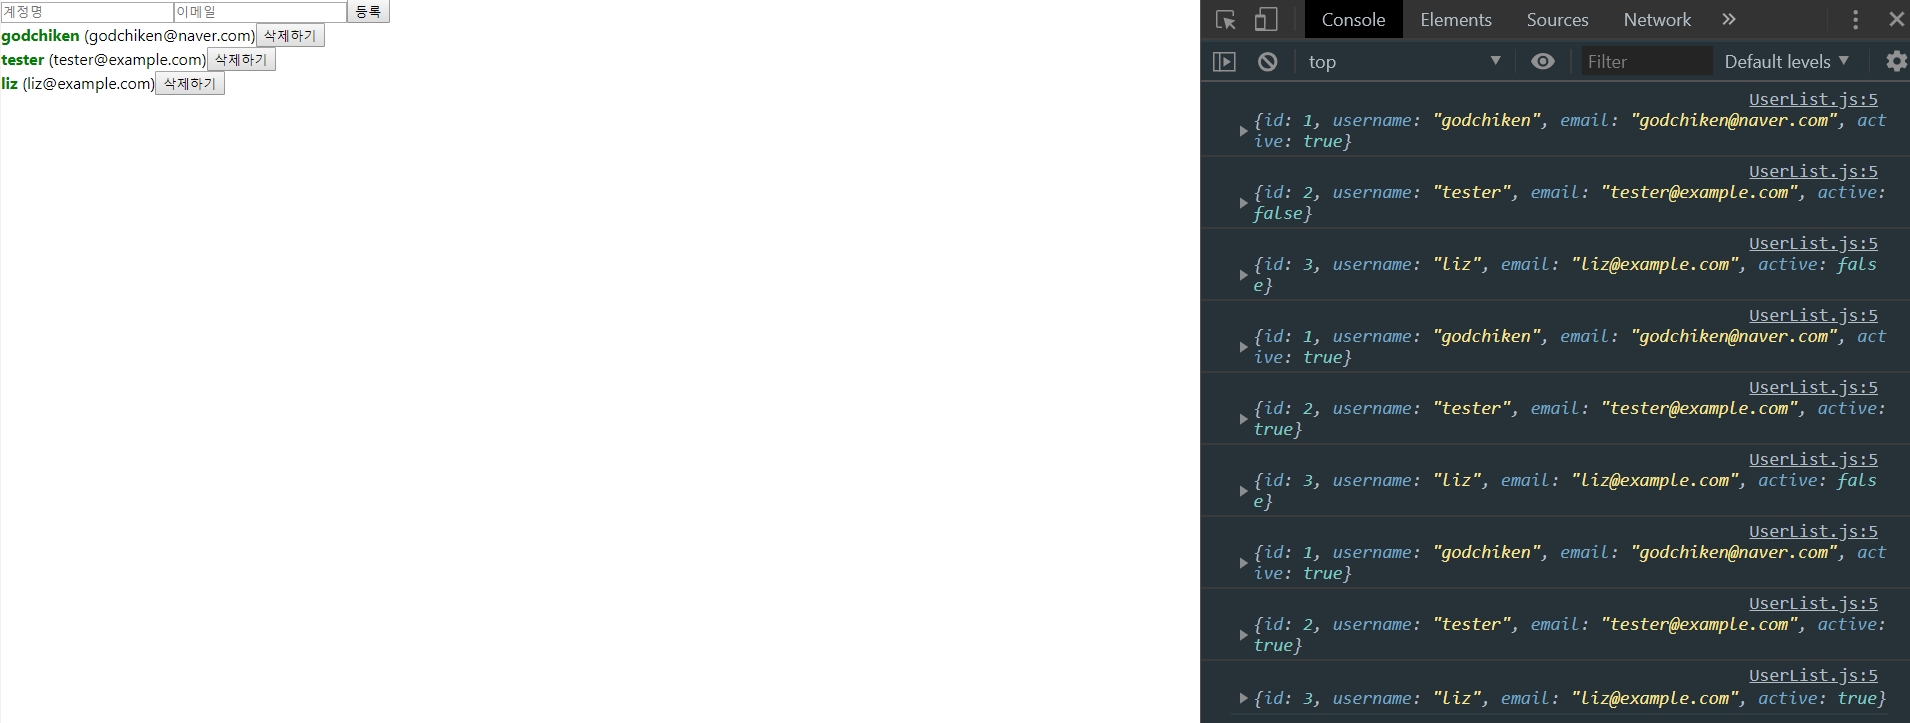 계정명 이메일 등록
godchiken (godchiken@naver.com) 삭제하기
tester (tester@example.com) 삭제하기
liz (liz@example.com) 삭제하기
Console Elements Sources Network »
top ▼ Filter Default levels ▼
UserList.js:5
{id: 1, username: "godchiken", email: "godchiken@naver.com", act
ive: true}
UserList.js:5
{id: 2, username: "tester", email: "tester@example.com", active:
false}
UserList.js:5
{id: 3, username: "liz", email: "liz@example.com", active: fals
e}
UserList.js:5
{id: 1, username: "godchiken", email: "godchiken@naver.com", act
ive: true}
UserList.js:5
{id: 2, username: "tester", email: "tester@example.com", active:
true}
UserList.js:5
{id: 3, username: "liz", email: "liz@example.com", active: fals
e}
UserList.js:5
{id: 1, username: "godchiken", email: "godchiken@naver.com", act
ive: true}
UserList.js:5
{id: 2, username: "tester", email: "tester@example.com", active:
true}
UserList.js:5
{id: 3, username: "liz", email: "liz@example.com", active: true}